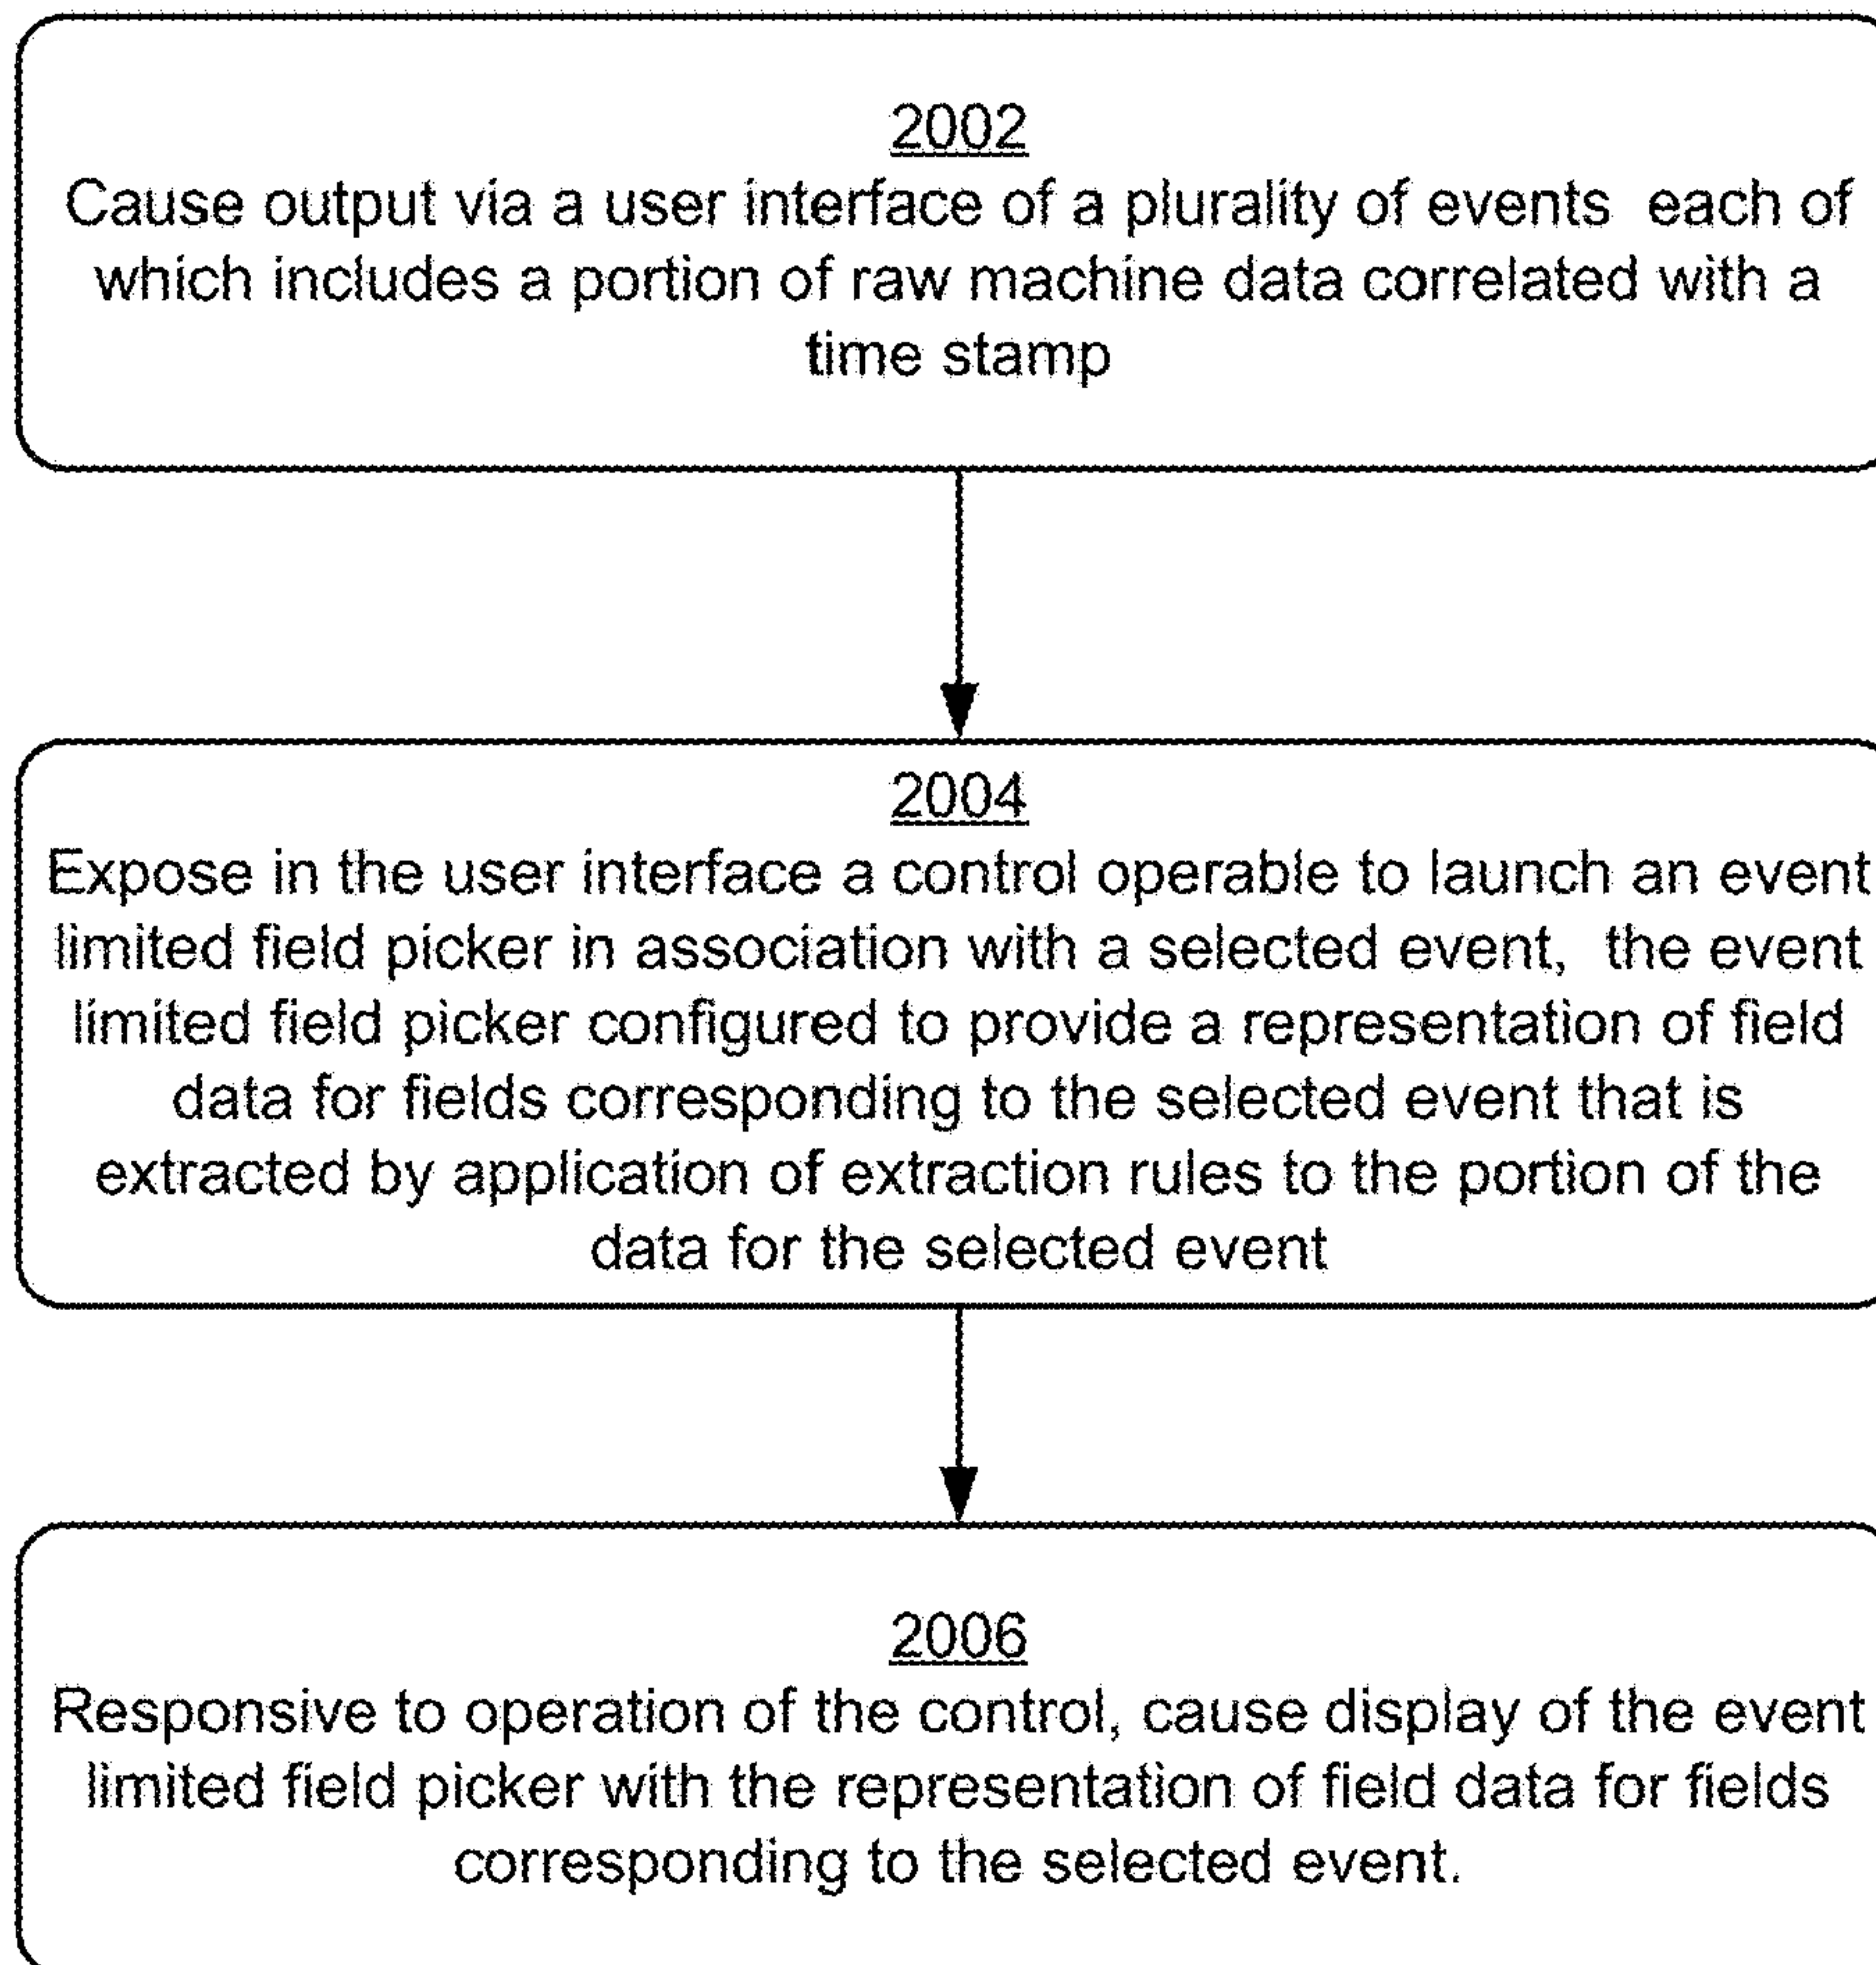 2002
Cause output via a user interface of a plurality of events each of
which includes a portion of raw machine data correlated with a
time stamp
2004
Expose in the user interface a control operable to launch an event
limited field picker in association with a selected event, the event
limited field picker configured to provide a representation of field
data for fields corresponding to the selected event that is
extracted by application of extraction rules to the portion of the
data for the selected event
2006
Responsive to operation of the control, cause display of the event
limited field picker with the representation of field data for fields
corresponding to the selected event.